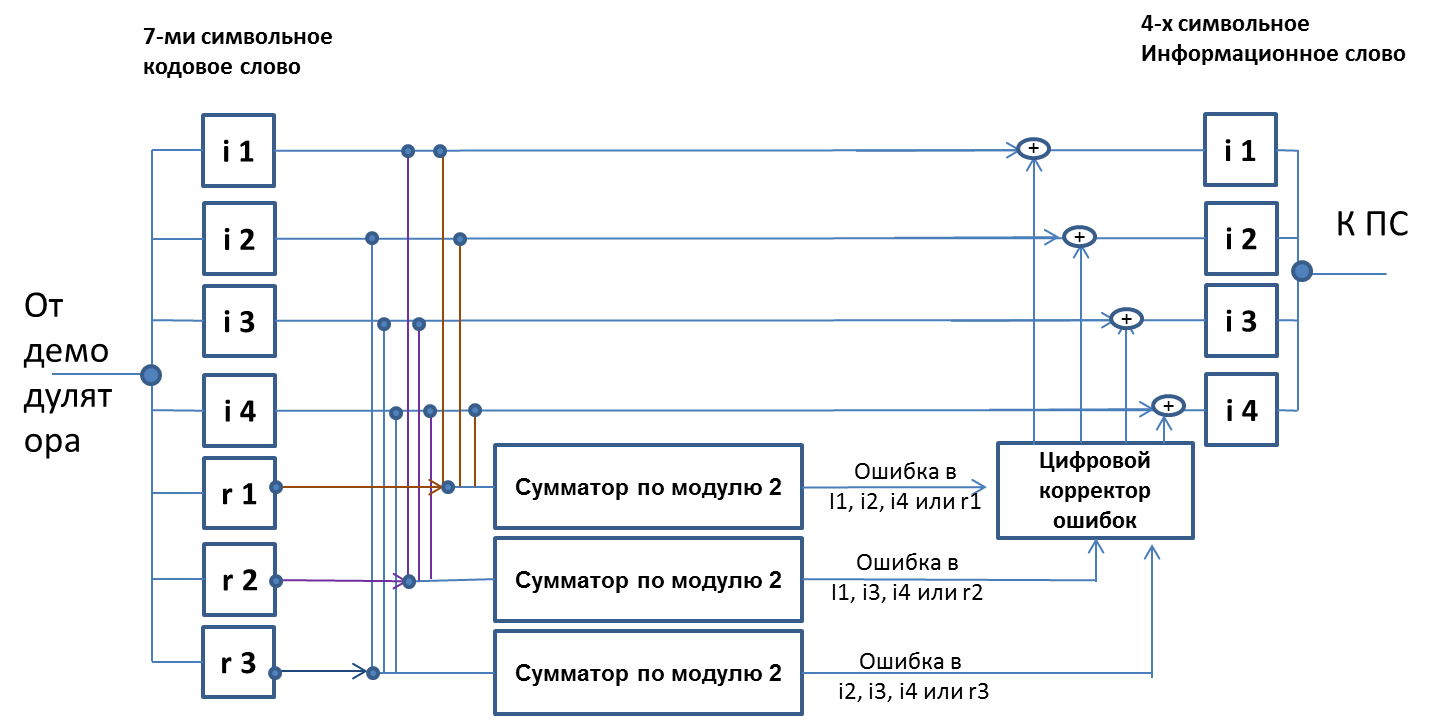 7-ми символьное
кодовое слово
4-х символьное
Информационное слово
i 1
i 1
i 2
i 2
К ПС
От
демо
дулят
ора
i 3
i 3
i 4
i 4
r 1
Сумматор по модулю 2
Ошибка в
I1, i2, i4 или r1
Цифровой
корректор
ошибок
r 2
Сумматор по модулю 2
Ошибка в
I1, i3, i4 или r2
r 3
Сумматор по модулю 2
Ошибка в
i2, i3, i4 или r3
+
+
+
+